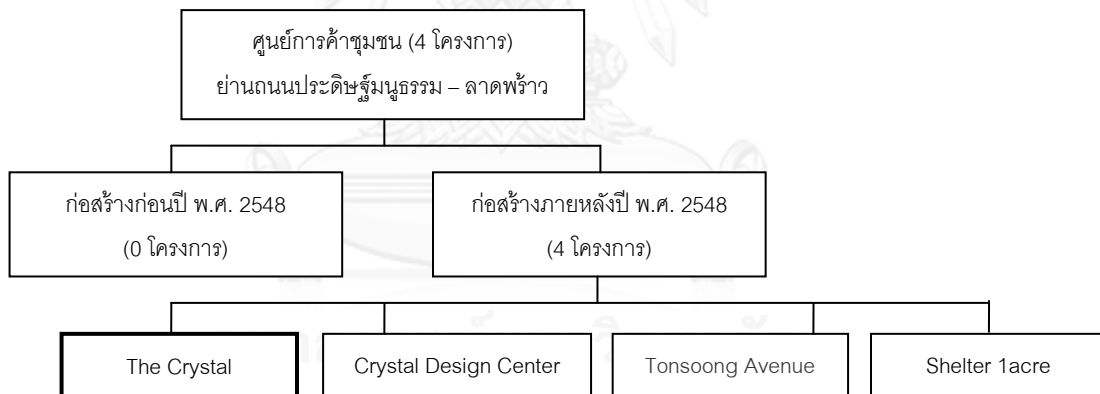 ศูนย์การค้าชุมชน (4 โครงการ)
ย่านถนนประดิษฐ์มนูธรรม – ลาดพร้าว
ก่อสร้างก่อนปี พ.ศ. 2548
(0 โครงการ)
ก่อสร้างภายหลังปี พ.ศ. 2548
(4 โครงการ)
The Crystal
Crystal Design Center
Tonsoong Avenue
Shelter 1acre